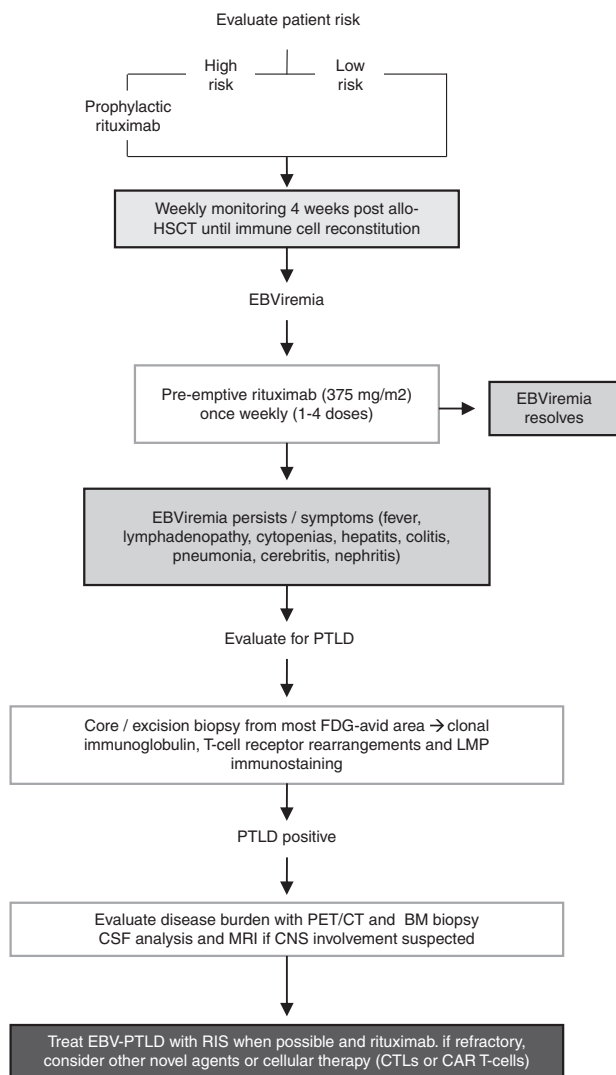 Evaluate patient risk
High
risk
Low
risk
Prophylactic
rituximab
Weekly monitoring 4 weeks post allo-
HSCT until immune cell reconstitution
EBViremia
Pre-emptive rituximab (375 mg/m2)
once weekly (1-4 doses)
EBViremia
resolves
EBViremia persists / symptoms (fever,
lymphadenopathy, cytopenias, hepatits, colitis,
pneumonia, cerebritis, nephritis)
Evaluate for PTLD
Core / excision biopsy from most FDG-avid area → clonal
immunoglobulin, T-cell receptor rearrangements and LMP
immunostaining
PTLD positive
Evaluate disease burden with PET/CT and BM biopsy
CSF analysis and MRI if CNS involvement suspected
Treat EBV-PTLD with RIS when possible and rituximab. if refractory,
consider other novel agents or cellular therapy (CTLs or CAR T-cells)